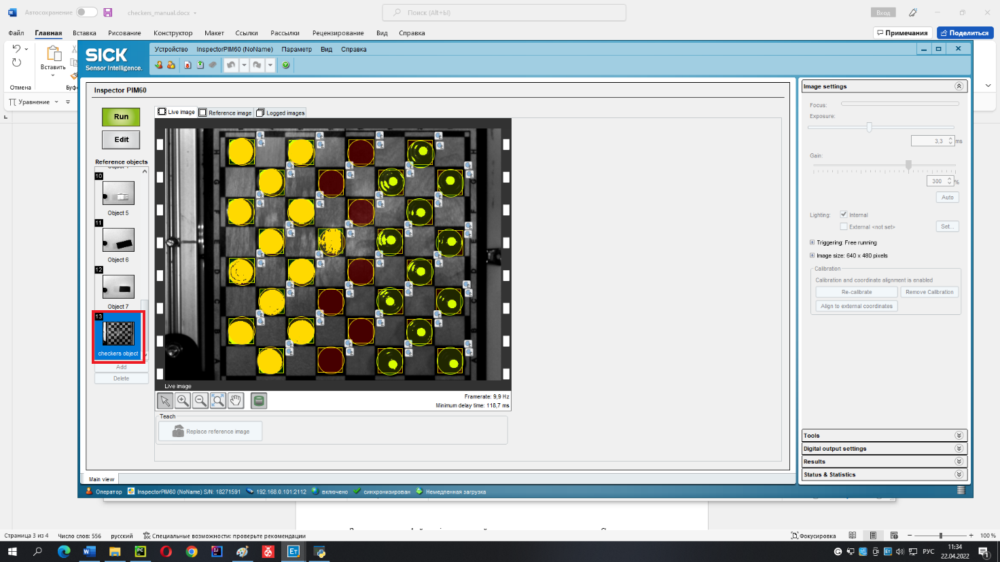 Автосохранение
checkers_manual.docx
Поиск (Alt+Ы)
Вход
Файл Главная Вставка Рисование Конструктор Макет Ссылки Рассылки Рецензирование Вид Справка
Примечания
Поделиться
Вставить
Отмена
Уравнение
SICK
Sensor Intelligence.
Устройство InspectorPIM60 (NoName) Параметр Вид Справка
Inspector PIM60
Run
Edit
Reference objects
10
Object 5
11
Object 6
12
Object 7
13
checkers object
Add
Delete
Live image
Reference image
Logged images
Live image
Framerate: 9,9 Hz
Minimum delay time: 118,7 ms
Teach
Replace reference image
Image settings
Focus:
Exposure:
3,3 ms
Gain:
300 %
Auto
Lighting: Internal
External <not set>
Set...
Triggering: Free running
Image size: 640 x 480 pixels
Calibration
Calibration and coordinate alignment is enabled
Re-calibrate
Remove Calibration
Align to external coordinates
Tools
Digital output settings
Results
Status & Statistics
Main view
Оператор InspectorPIM60 (NoName) S/N: 18271591 192.168.0.101:2112 включено синхронизирован Немедленная загрузка
Страница 3 из 4 Число слов: 556 русский Специальные возможности: проверьте рекомендации
Фокусировка
100 %
РУС
11:34
22.04.2022